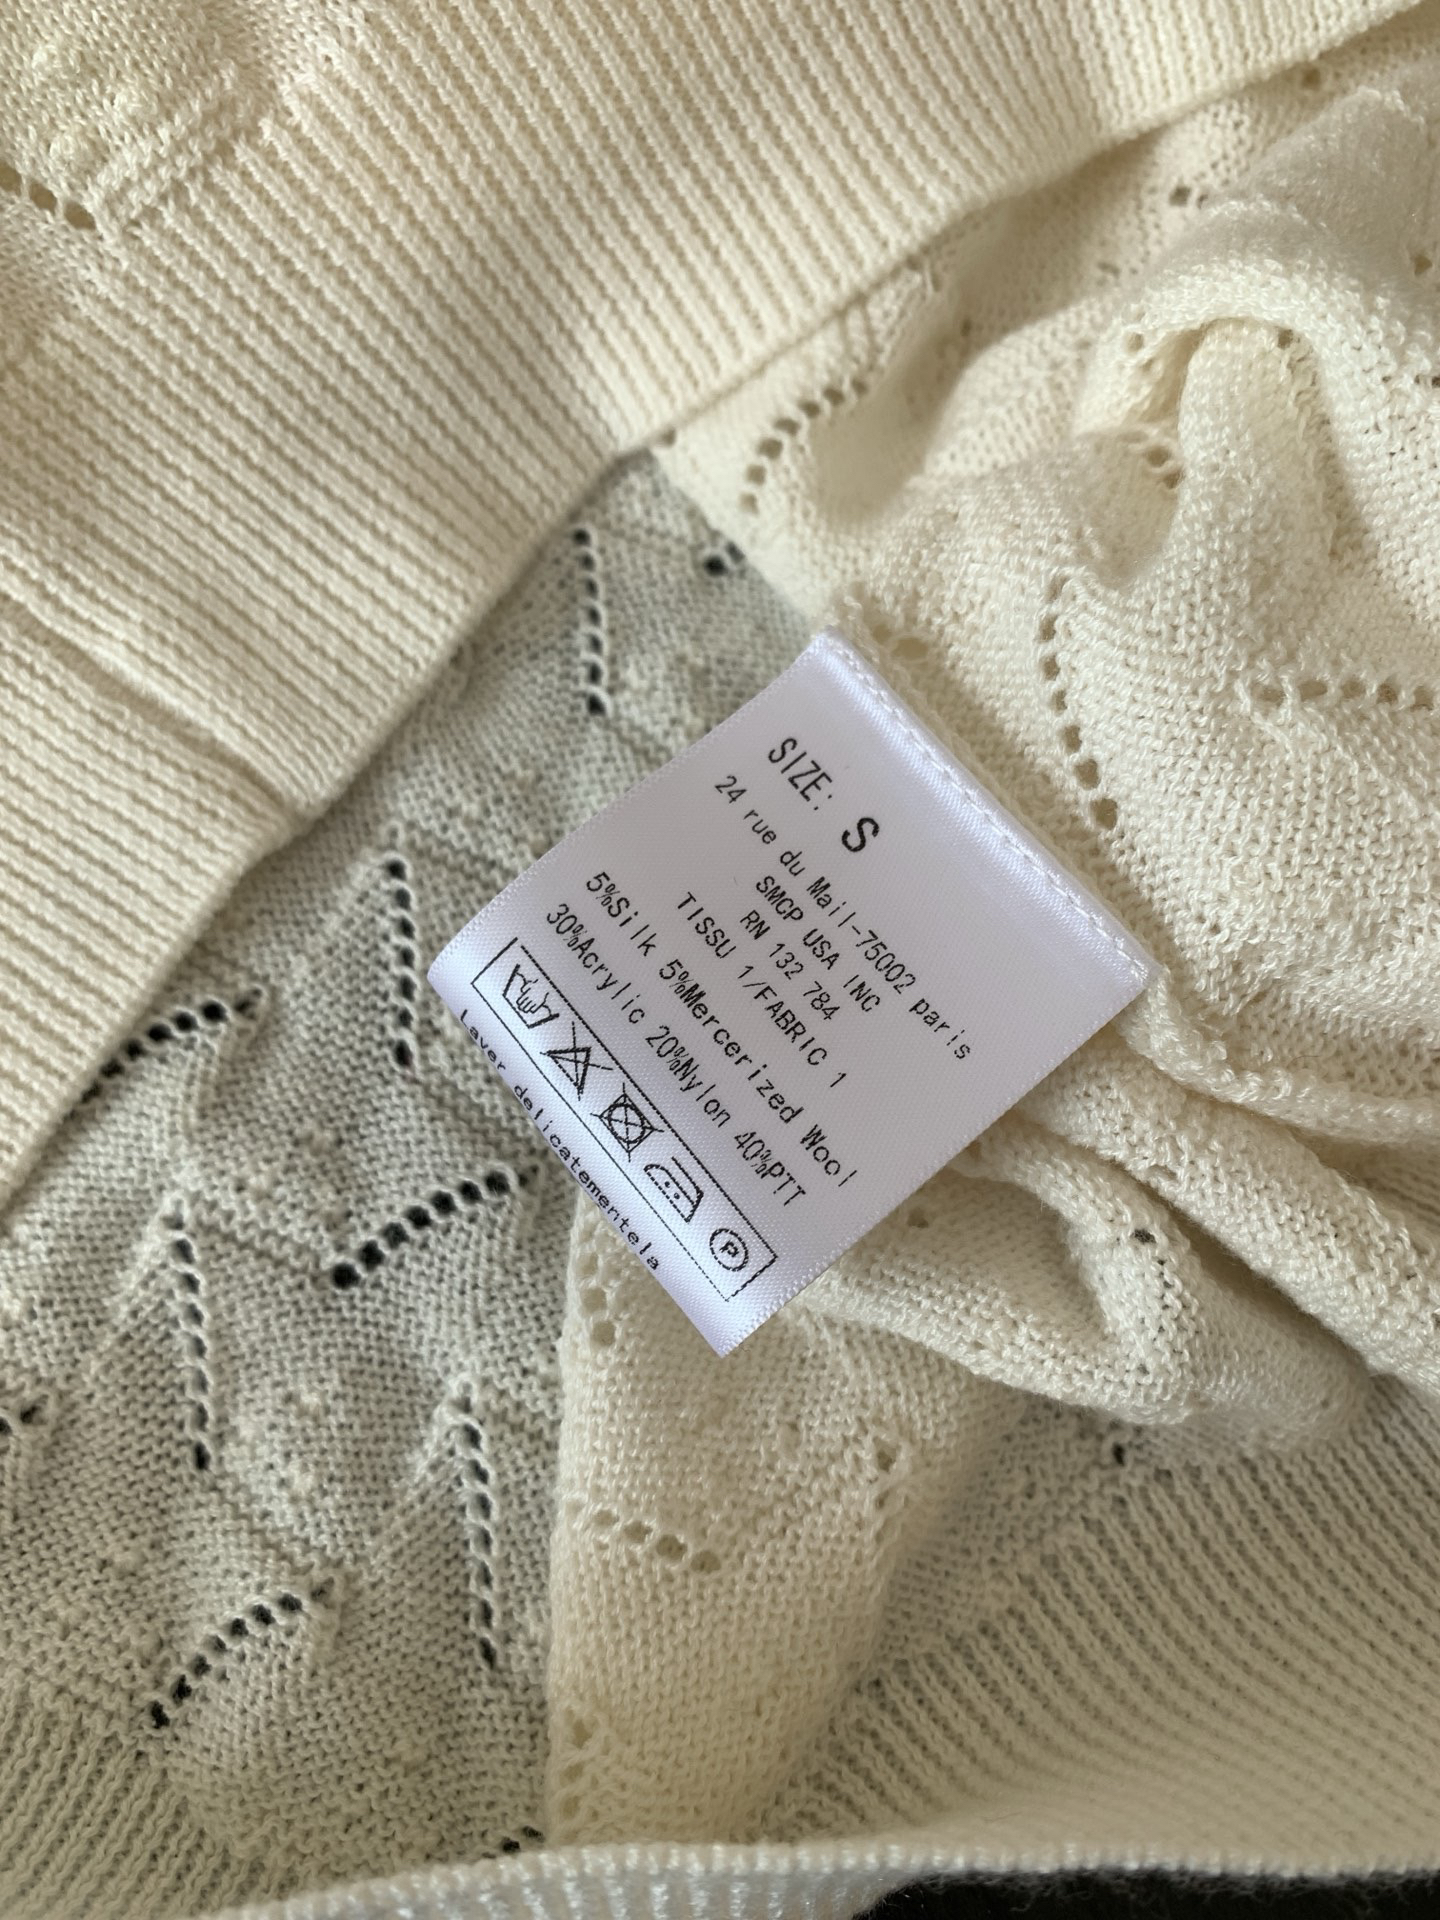 SIZE: S
24 rue du Mail-75002 paris
SMCP USA INC
RN 132 784
TISSU 1/FABRIC 1
5%Silk 5%Mercerized Wool
30%Acrylic 20%Nylon 40%PTT
P
Laver delicatementela